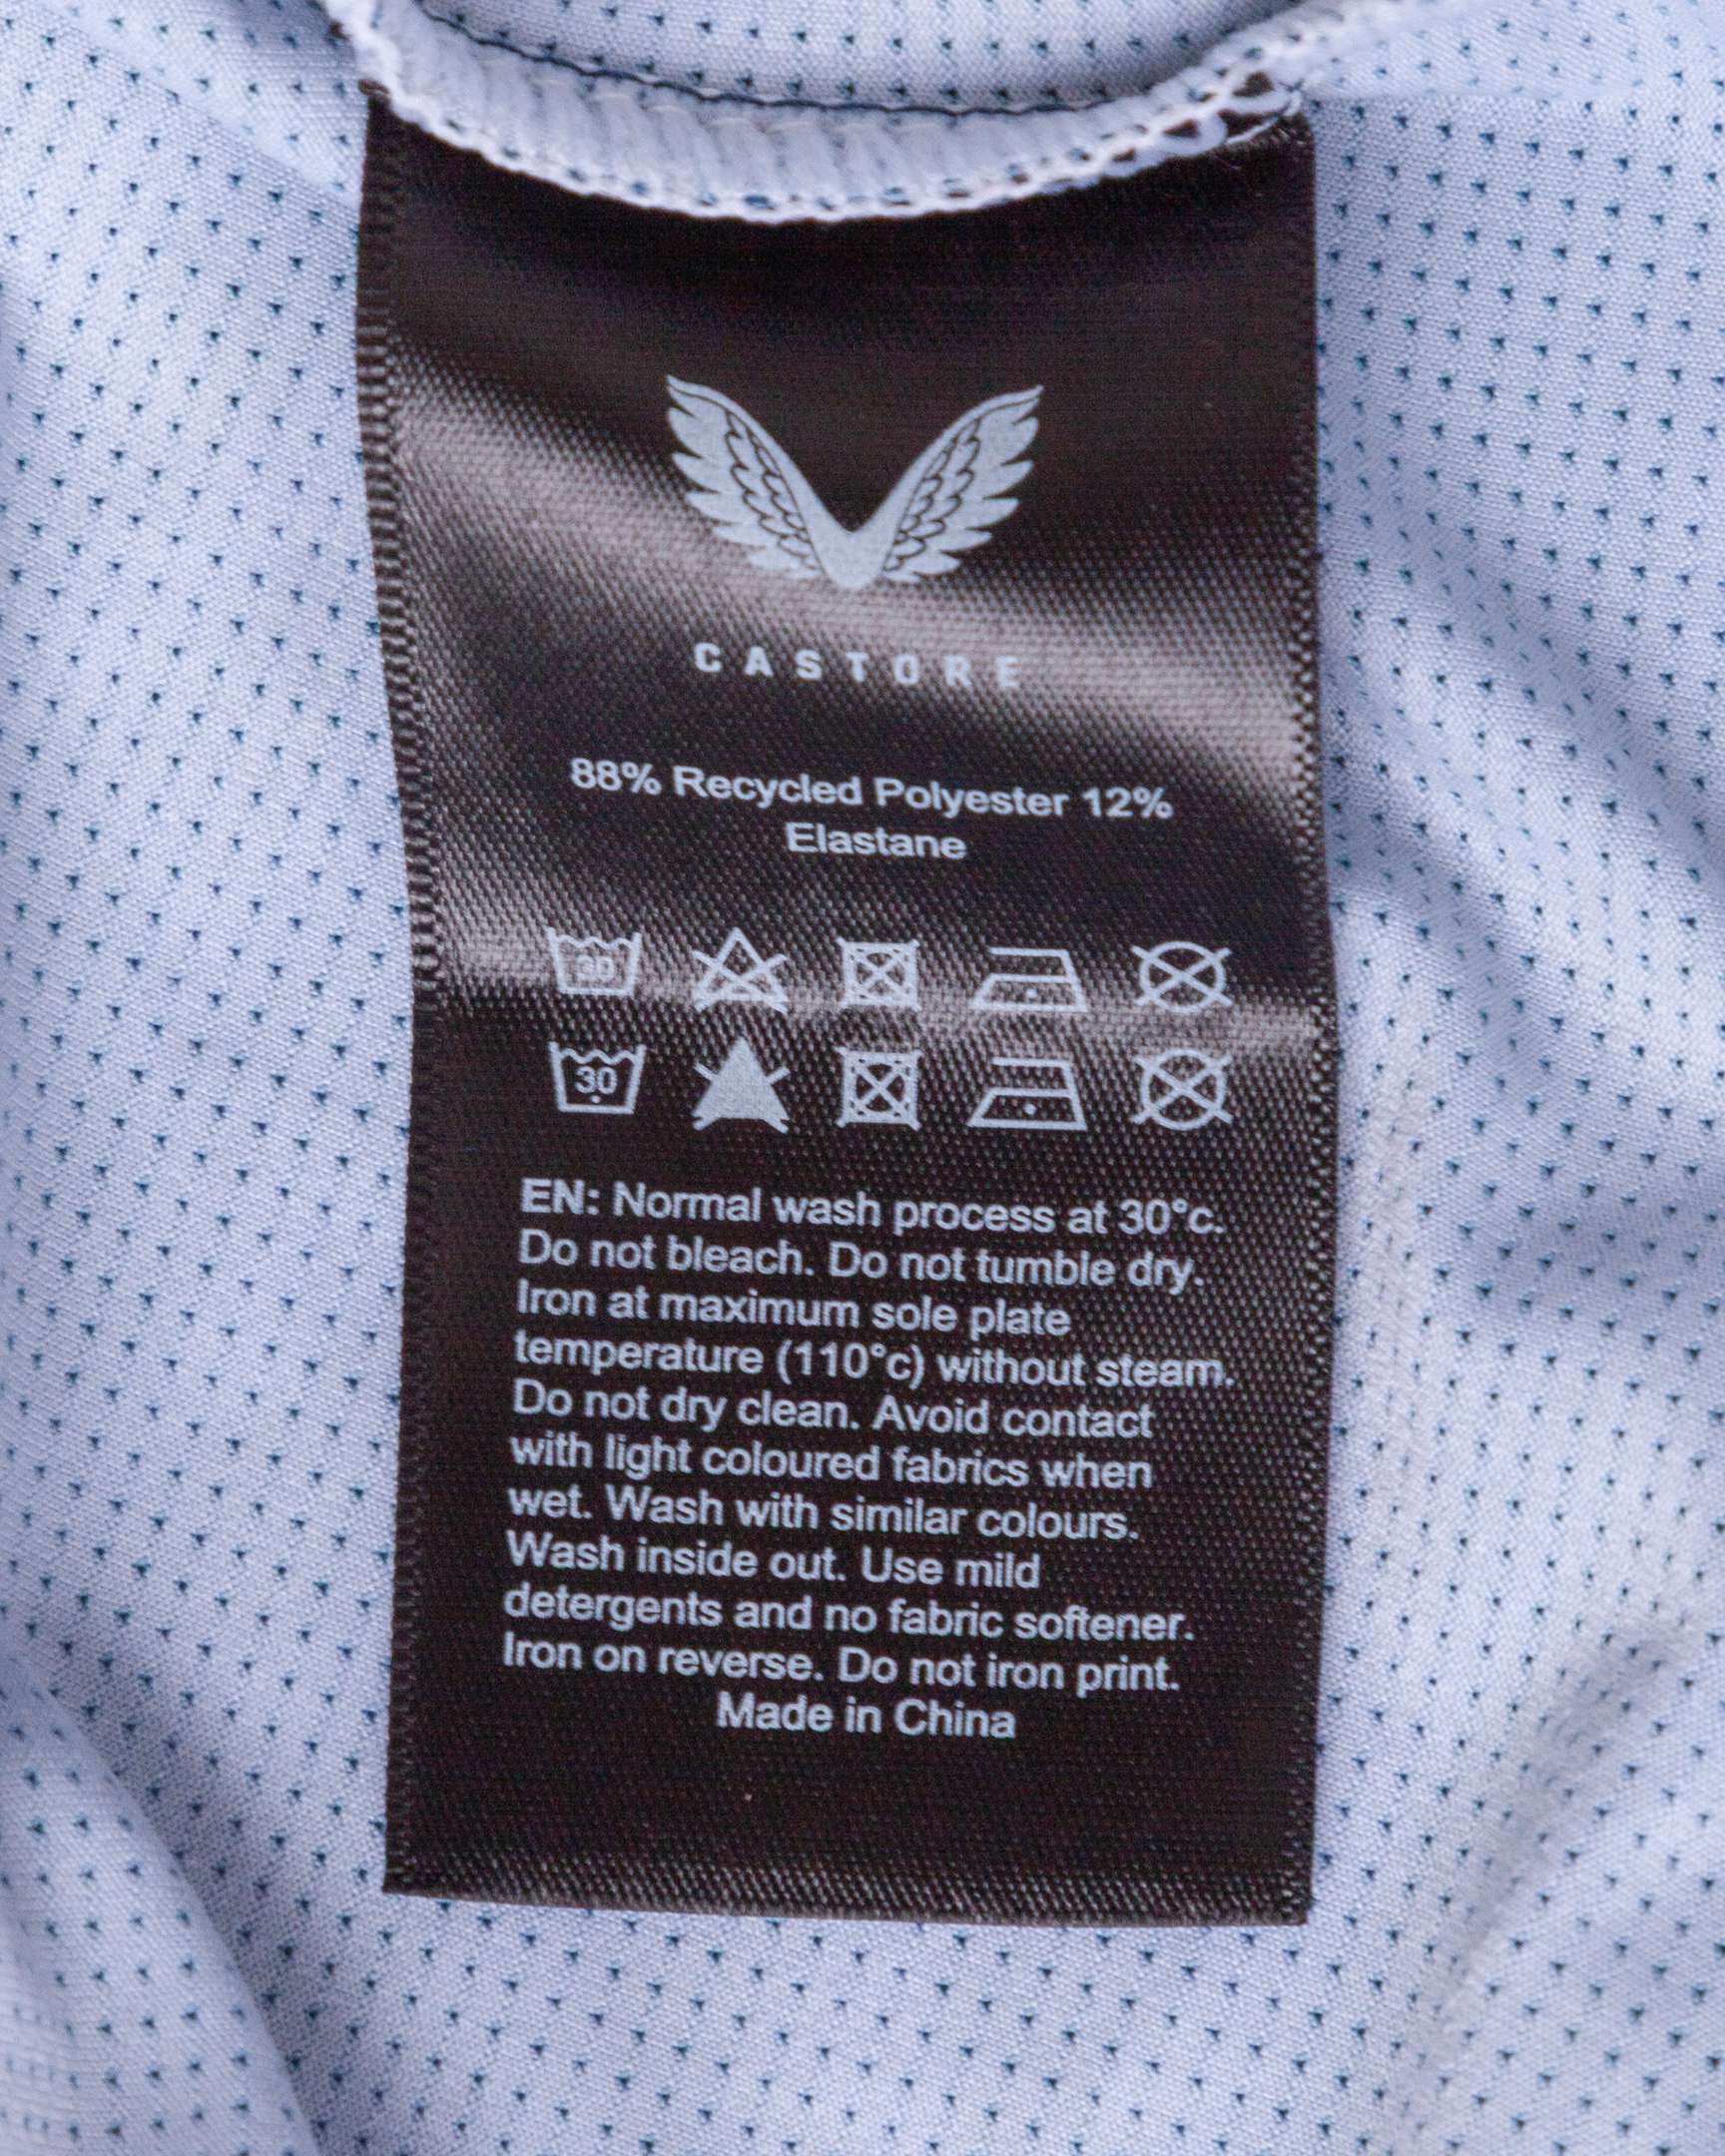 CASTORE
88% Recycled Polyester 12%
Elastane
30
30
EN: Normal wash process at 30°c.
Do not bleach. Do not tumble dry.
Iron at maximum sole plate
temperature (110°c) without steam.
Do not dry clean. Avoid contact
with light coloured fabrics when
wet. Wash with similar colours.
Wash inside out. Use mild
detergents and no fabric softener.
Iron on reverse. Do not iron print.
Made in China